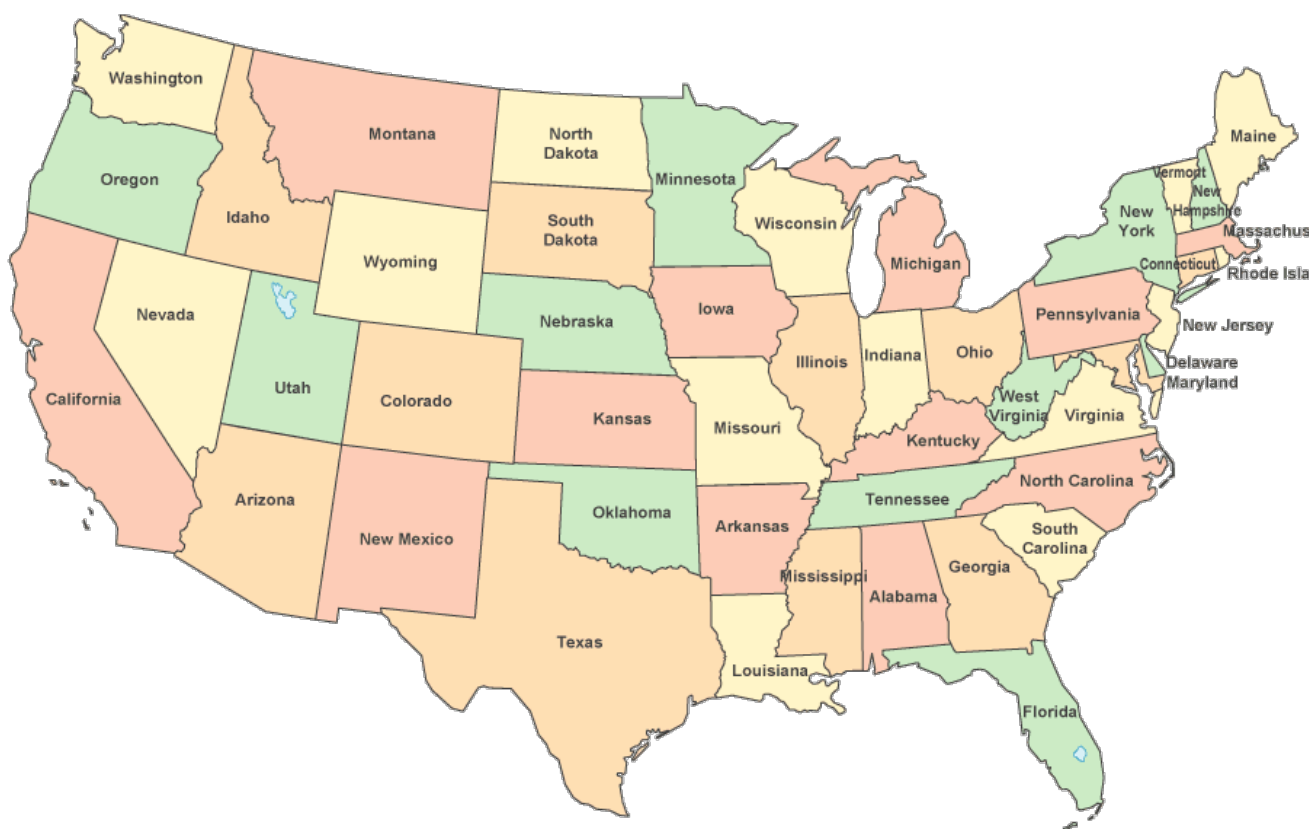 Washington
Montana
North
Dakota
Minnesota
Maine
Oregon
Idaho
South
Dakota
Wisconsin
Vermont
New
Hampshire
New
York
Massachus
Wyoming
Michigan
Connecticut
Rhode Isla
Nevada
Nebraska
Iowa
Pennsylvania
New Jersey
Utah
Colorado
Illinois
Indiana
Ohio
Delaware
Maryland
California
Kansas
Missouri
West
Virginia
Virginia
Kentucky
Arizona
New Mexico
Oklahoma
Arkansas
Tennessee
North Carolina
South
Carolina
Mississippi
Alabama
Georgia
Texas
Louisiana
Florida